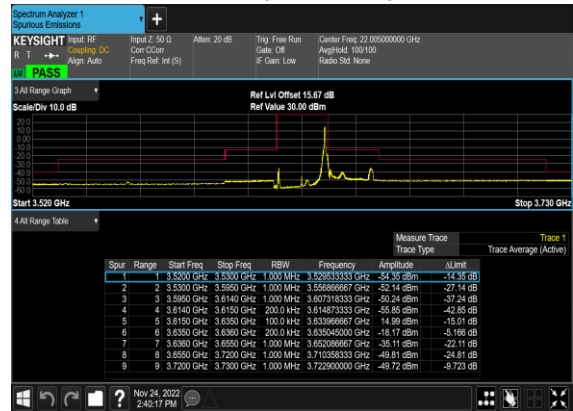 Spectrum Analyzer 1
Spurious Emissions
KEYSIGHT Input: RF Input Z: 50 Ω Atten: 20 dB Trig: Free Run Center Freq: 22.005000000 GHz
R T Coupling: DC Corr CCorr Gate: Off Avg|Hold: 100/100
Align: Auto Freq Ref: Int (S) IF Gain: Low Radio Std: None
PASS
3 All Range Graph Ref Lvl Offset 15.67 dB
Scale/Div 10.0 dB Ref Value 30.00 dBm
20.0
10.0
0.00
-10.0
-20.0
-30.0
-40.0
-50.0
-60.0
Start 3.520 GHz Stop 3.730 GHz
4 All Range Table
Measure Trace Trace 1
Trace Type Trace Average (Active)
Spur Range Start Freq Stop Freq RBW Frequency Amplitude ΔLimit
1 1 3.5200 GHz 3.5300 GHz 1.000 MHz 3.529533333 GHz -54.35 dBm -14.35 dB
2 2 3.5300 GHz 3.5950 GHz 1.000 MHz 3.556866667 GHz -52.14 dBm -27.14 dB
3 3 3.5950 GHz 3.6140 GHz 1.000 MHz 3.607318333 GHz -50.24 dBm -37.24 dB
4 4 3.6140 GHz 3.6150 GHz 200.0 kHz 3.614873333 GHz -55.85 dBm -42.85 dB
5 5 3.6150 GHz 3.6350 GHz 100.0 kHz 3.633966667 GHz 14.99 dBm -15.01 dB
6 6 3.6350 GHz 3.6360 GHz 200.0 kHz 3.635045000 GHz -18.17 dBm -5.166 dB
7 7 3.6360 GHz 3.6550 GHz 1.000 MHz 3.652086667 GHz -35.11 dBm -22.11 dB
8 8 3.6550 GHz 3.7200 GHz 1.000 MHz 3.710358333 GHz -49.81 dBm -24.81 dB
9 9 3.7200 GHz 3.7300 GHz 1.000 MHz 3.722900000 GHz -49.72 dBm -9.723 dB
Nov 24, 2022
2:40:17 PM